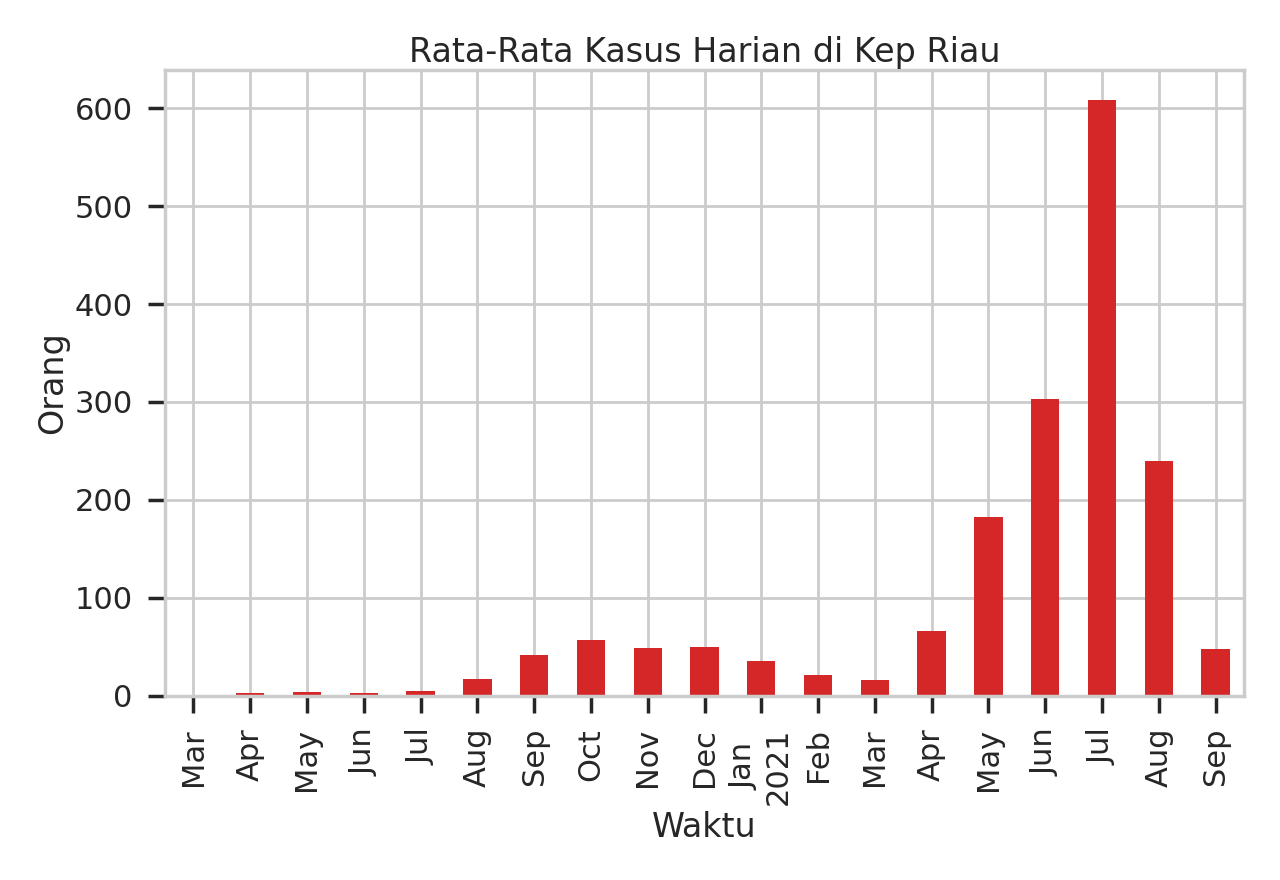 Rata-Rata Kasus Harian di Kep Riau
600
500
400
300
200
100
0
Orang
Mar
Apr
May
Jun
Jul
Aug
Sep
Oct
Nov
Dec
Jan
2021
Feb
Mar
Apr
May
Jun
Jul
Aug
Sep
Waktu